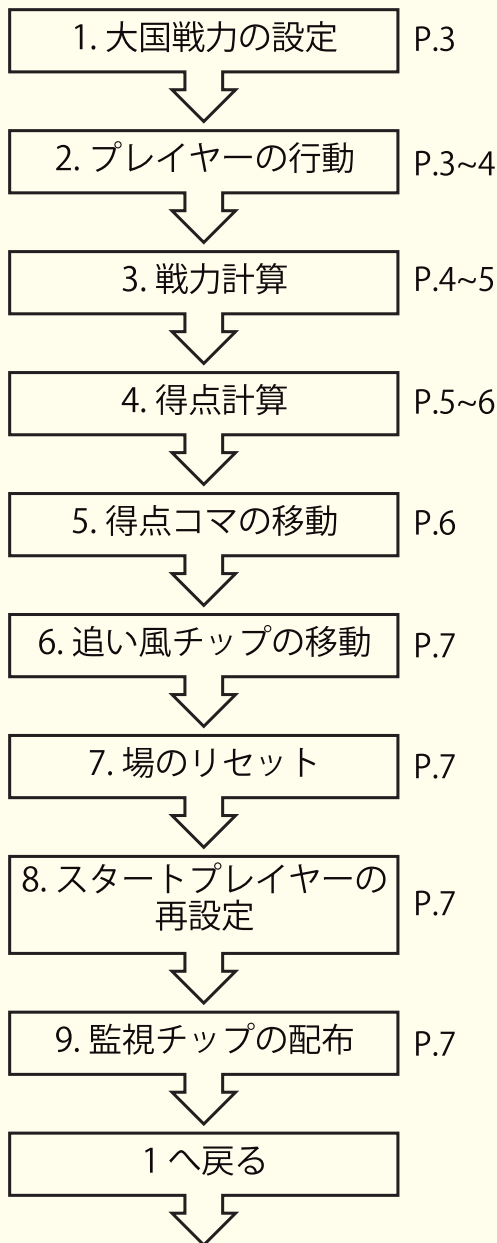 1. 大国戦力の設定 P.3
2. プレイヤーの行動 P.3~4
3. 戦力計算 P.4~5
4. 得点計算 P.5~6
5. 得点コマの移動 P.6
6. 追い風チップの移動 P.7
7. 場のリセット P.7
8. スタートプレイヤーの
再設定 P.7
9. 監視チップの配布 P.7
1 へ戻る